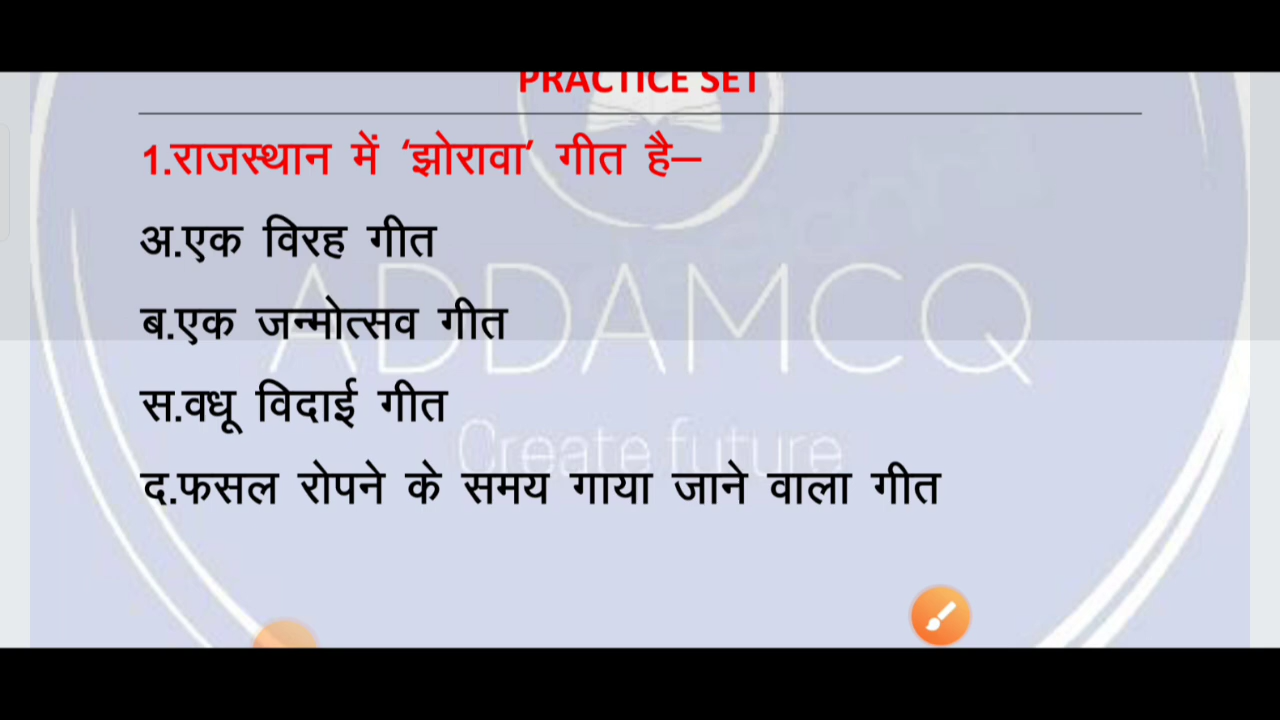 PRACTICE SET
1.राजस्थान में ‘झोरावा’ गीत है–
अ.एक विरह गीत
ब.एक जन्मोत्सव गीत
ADDAMCQ
स.वधू विदाई गीत
Create future
द.फसल रोपने के समय गाया जाने वाला गीत